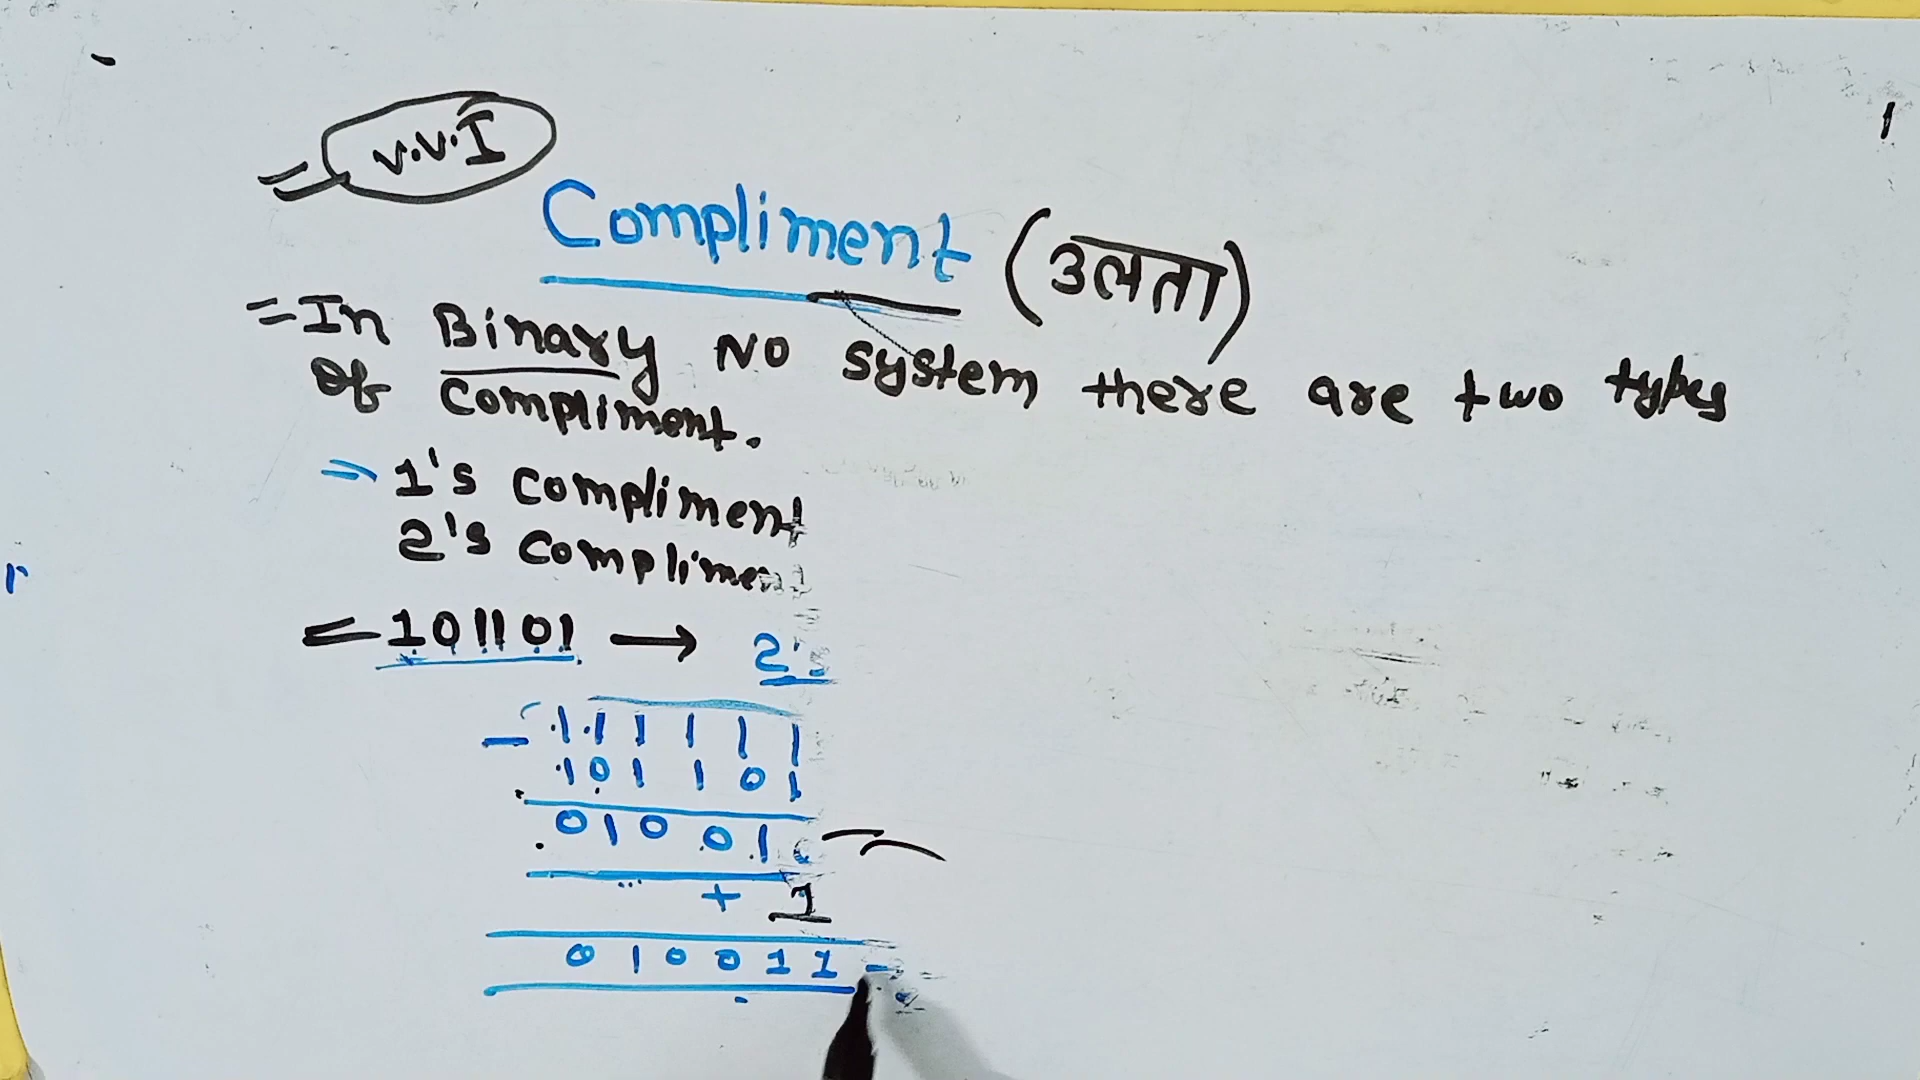 V.V.I
Compliment (उलता)
= In Binary No system there are two types
of compliment.
⇒ 1's compliment
2's compliment
= 101101 → 2'
- 111111
101101
01001
+ 1
010011 -